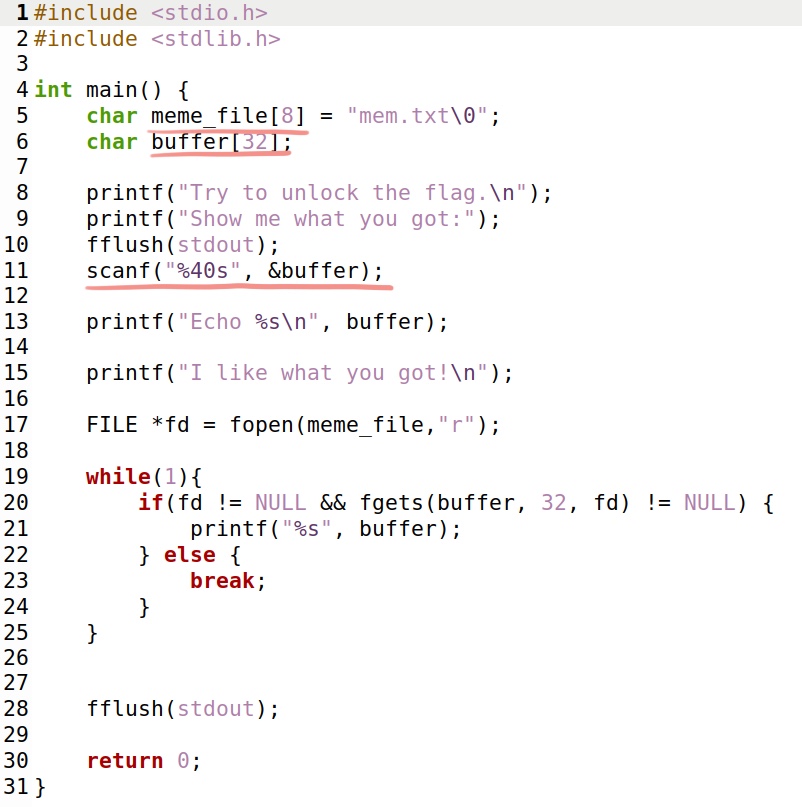 1 #include <stdio.h>
2 #include <stdlib.h>
3
4 int main() {
5     char meme_file[8] = "mem.txt\0";
6     char buffer[32];
7
8     printf("Try to unlock the flag.\n");
9     printf("Show me what you got:");
10     fflush(stdout);
11     scanf("%40s", &buffer);
12
13     printf("Echo %s\n", buffer);
14
15     printf("I like what you got!\n");
16
17     FILE *fd = fopen(meme_file,"r");
18
19     while(1){
20         if(fd != NULL && fgets(buffer, 32, fd) != NULL) {
21             printf("%s", buffer);
22         } else {
23             break;
24         }
25     }
26
27
28     fflush(stdout);
29
30     return 0;
31 }